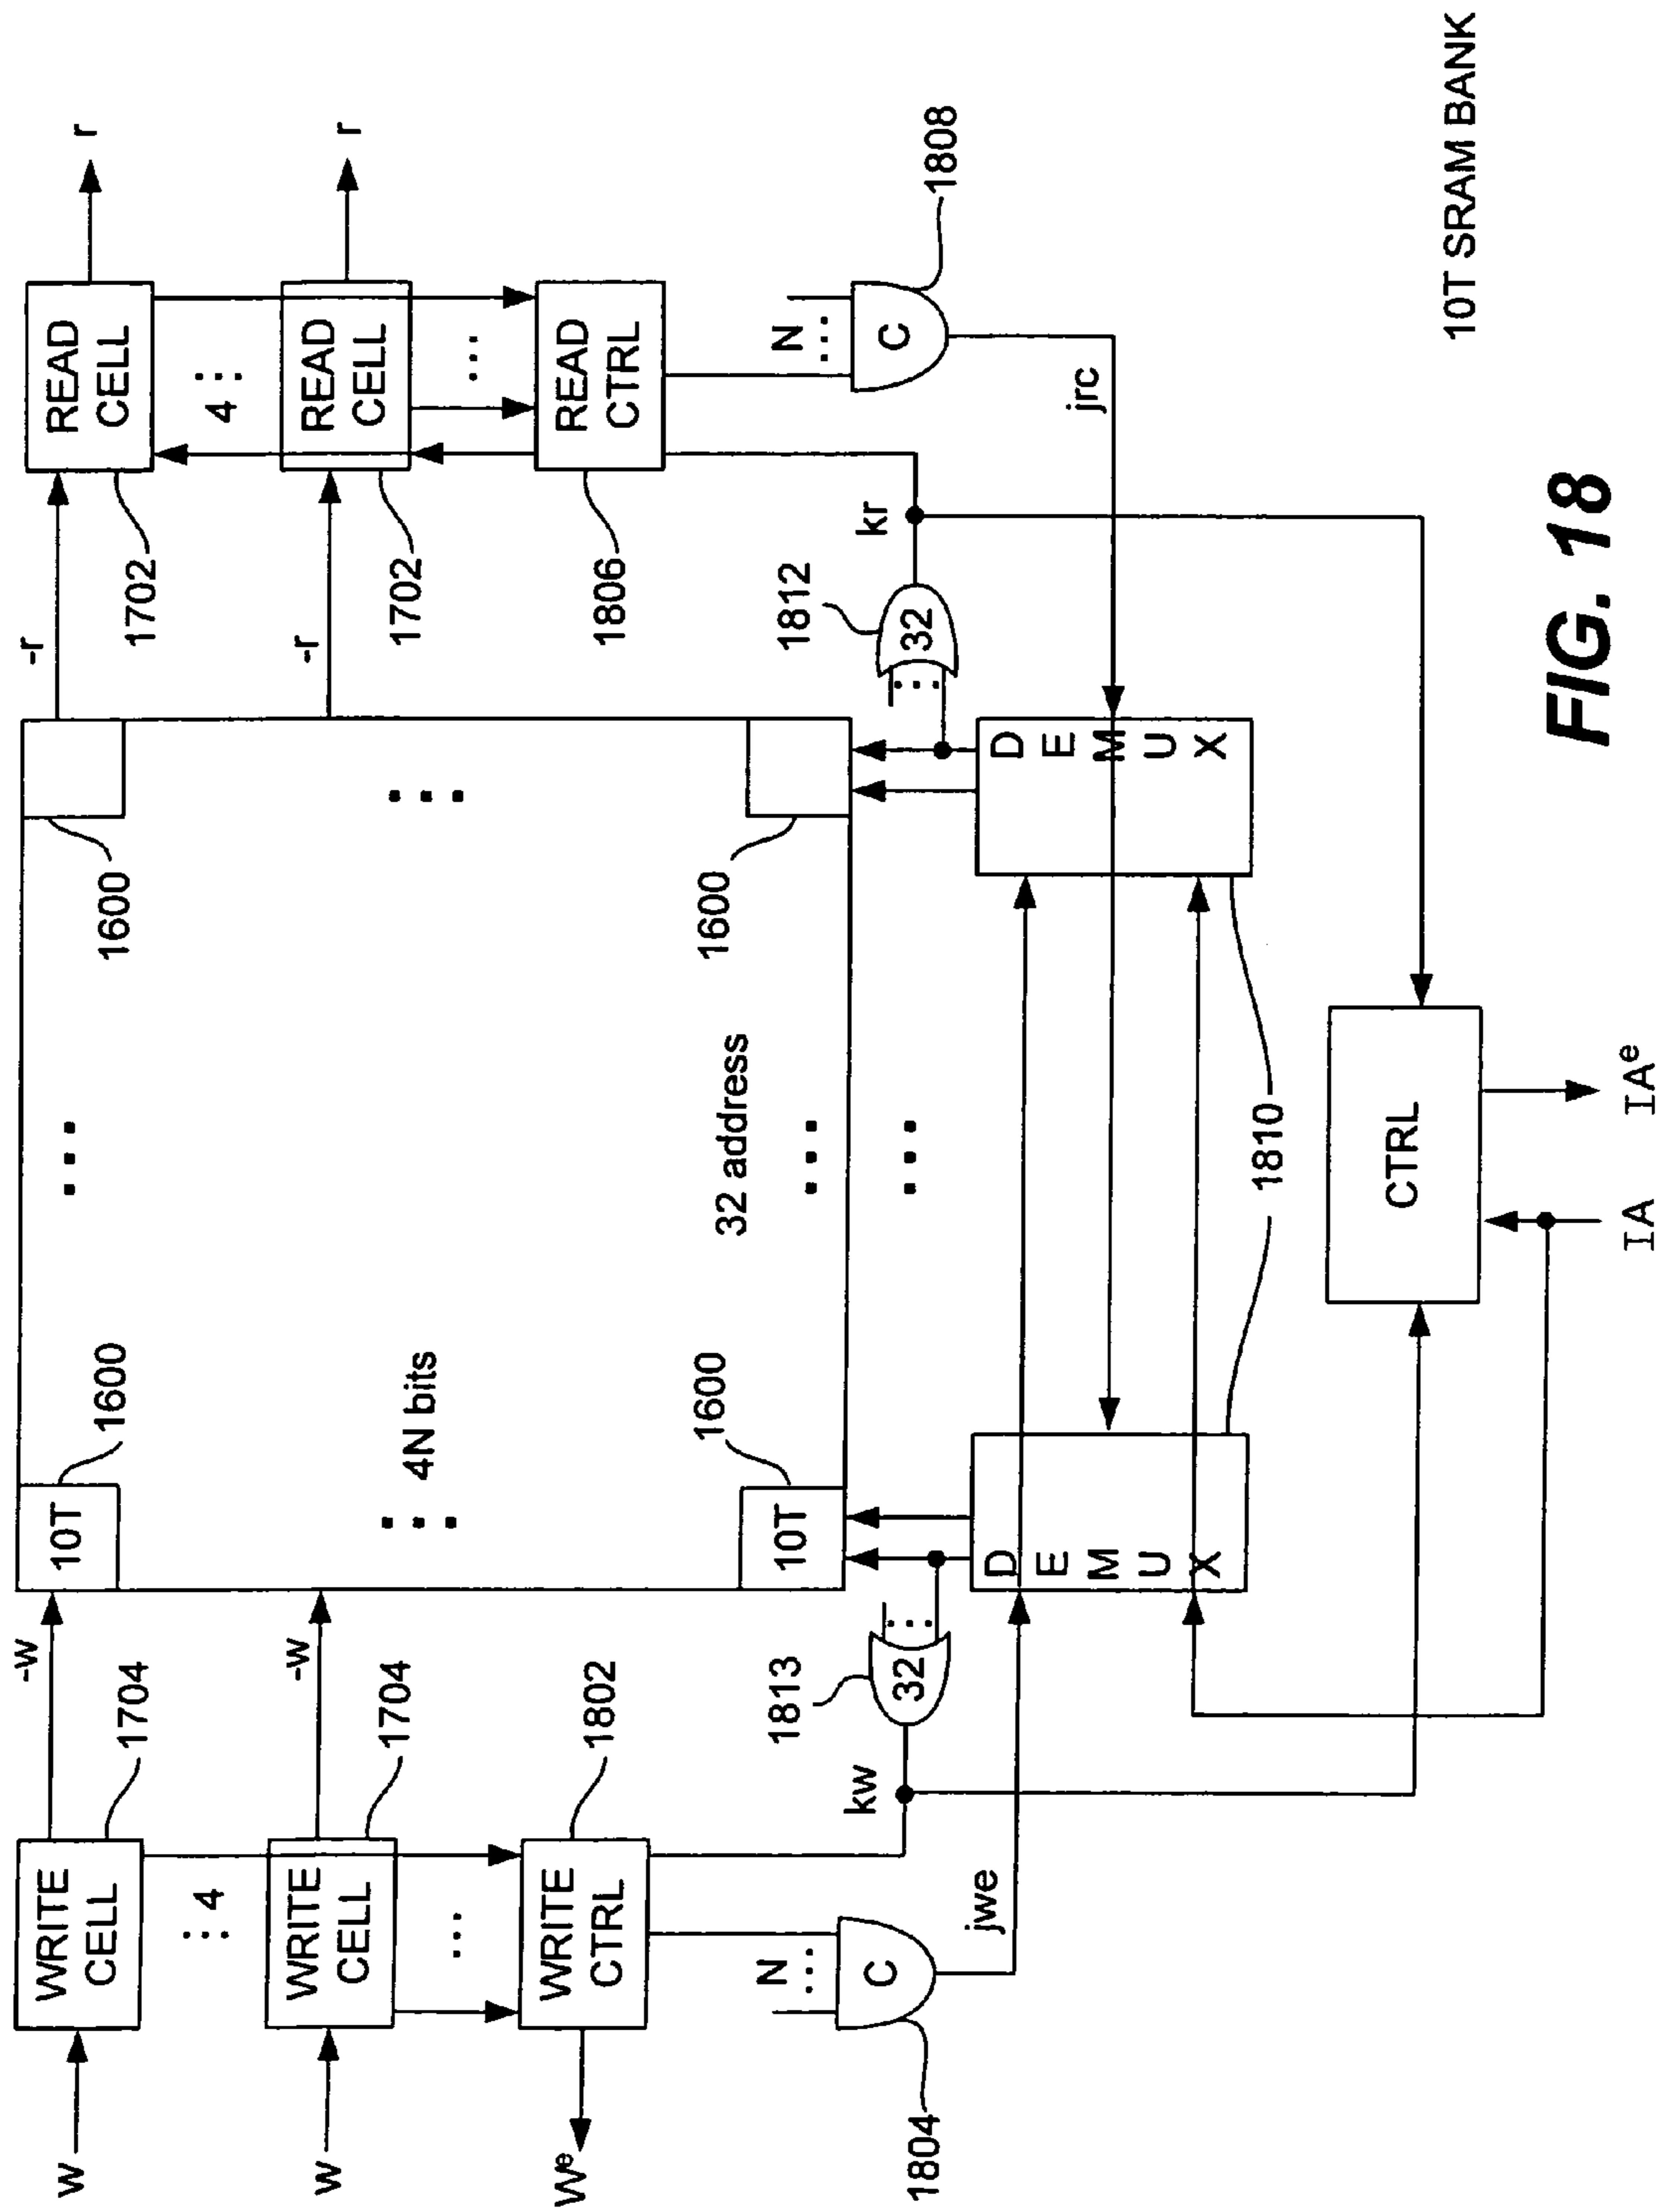 w
WRITE
CELL
1704
-w
10T
1600
...
1600
-r
1702
READ
CELL
r
⋮ 4
4N bits
...
4 ⋮
w
WRITE
CELL
1704
-w
-r
1702
READ
CELL
r
...
...
We
WRITE
CTRL
1802
10T
1600
32 address
...
1600
1806
READ
CTRL
N
...
C
1804
jwe
kw
1813
32
...
...
1812
32
...
kr
N
...
C
1808
jrc
D
E
M
U
X
1810
D
E
M
U
X
CTRL
IA
IAe
10T SRAM BANK
FIG. 18